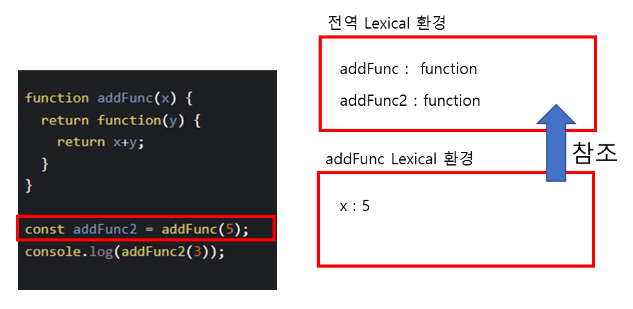 function addFunc(x) {
return function(y) {
return x+y;
}
}
const addFunc2 = addFunc(5);
console.log(addFunc2(3));
전역 Lexical 환경
addFunc : function
addFunc2 : function
addFunc Lexical 환경
참조
x : 5